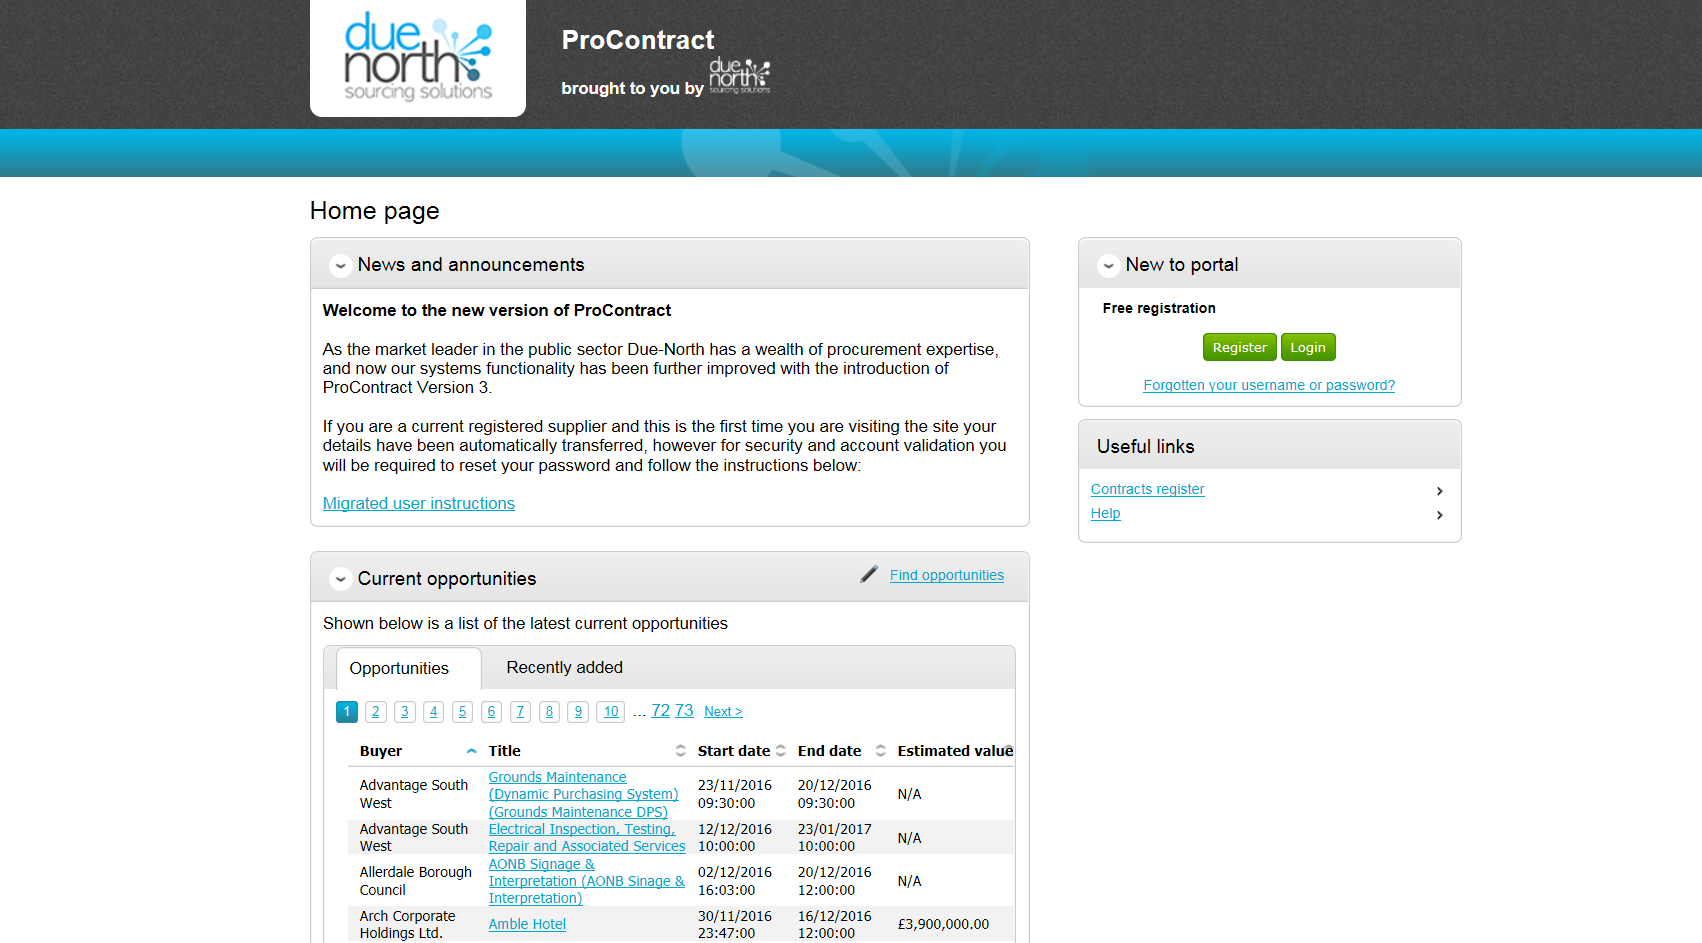 due
north
sourcing solutions
ProContract
brought to you by due north sourcing solutions
Home page
News and announcements
Welcome to the new version of ProContract
As the market leader in the public sector Due-North has a wealth of procurement expertise,
and now our systems functionality has been further improved with the introduction of
ProContract Version 3.
If you are a current registered supplier and this is the first time you are visiting the site your
details have been automatically transferred, however for security and account validation you
will be required to reset your password and follow the instructions below:
Migrated user instructions
New to portal
Free registration
Register Login
Forgotten your username or password?
Useful links
Contracts register
Help
Current opportunities
Find opportunities
Shown below is a list of the latest current opportunities
Opportunities Recently added
1 2 3 4 5 6 7 8 9 10 ... 72 73 Next >
Buyer Title Start date End date Estimated value
Advantage South
West
Grounds Maintenance
(Dynamic Purchasing System)
(Grounds Maintenance DPS)
23/11/2016
09:30:00
20/12/2016
09:30:00
N/A
Advantage South
West
Electrical Inspection, Testing,
Repair and Associated Services
12/12/2016
10:00:00
23/01/2017
10:00:00
N/A
Allerdale Borough
Council
AONB Signage &
Interpretation (AONB Sinage &
Interpretation)
02/12/2016
16:03:00
20/12/2016
12:00:00
N/A
Arch Corporate
Holdings Ltd.
Amble Hotel
30/11/2016
23:47:00
16/12/2016
12:00:00
£3,900,000.00